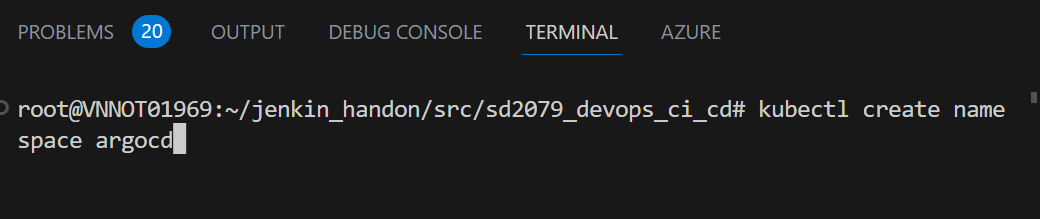 PROBLEMS 20 OUTPUT DEBUG CONSOLE TERMINAL AZURE
root@VNNOT01969:~/jenkin_handon/src/sd2079_devops_ci_cd# kubectl create name
space argocd